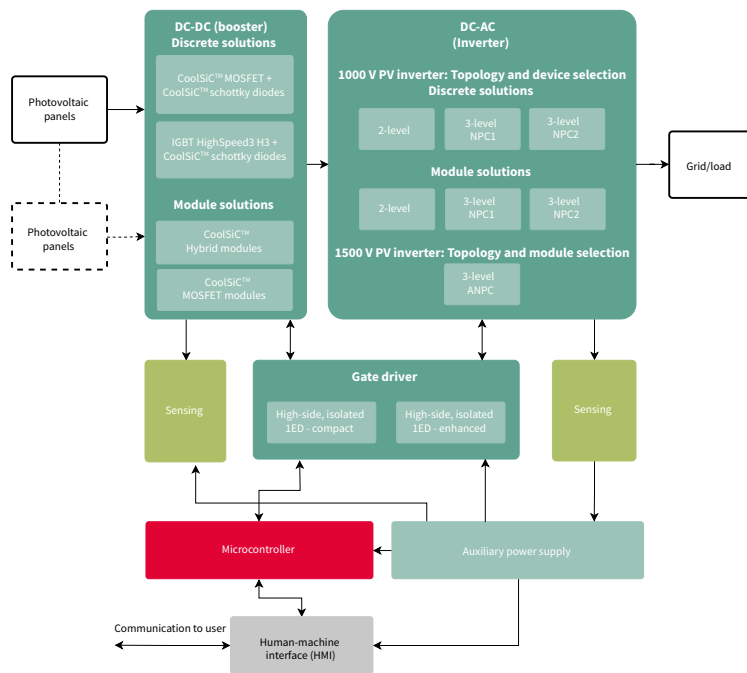 DC-DC (booster)
Discrete solutions
CoolSiC™ MOSFET +
CoolSiC™ schottky diodes
IGBT HighSpeed3 H3 +
CoolSiC™ schottky diodes
Module solutions
CoolSiC™
Hybrid modules
CoolSiC™
MOSFET modules
DC-AC
(Inverter)
1000 V PV inverter: Topology and device selection
Discrete solutions
2-level
3-level
NPC1
3-level
NPC2
Module solutions
2-level
3-level
NPC1
3-level
NPC2
1500 V PV inverter: Topology and module selection
3-level
ANPC
Photovoltaic
panels
Photovoltaic
panels
Grid/load
Sensing
Gate driver
High-side, isolated
1ED - compact
High-side, isolated
1ED - enhanced
Sensing
Microcontroller
Auxiliary power supply
Communication to user
Human-machine
interface (HMI)